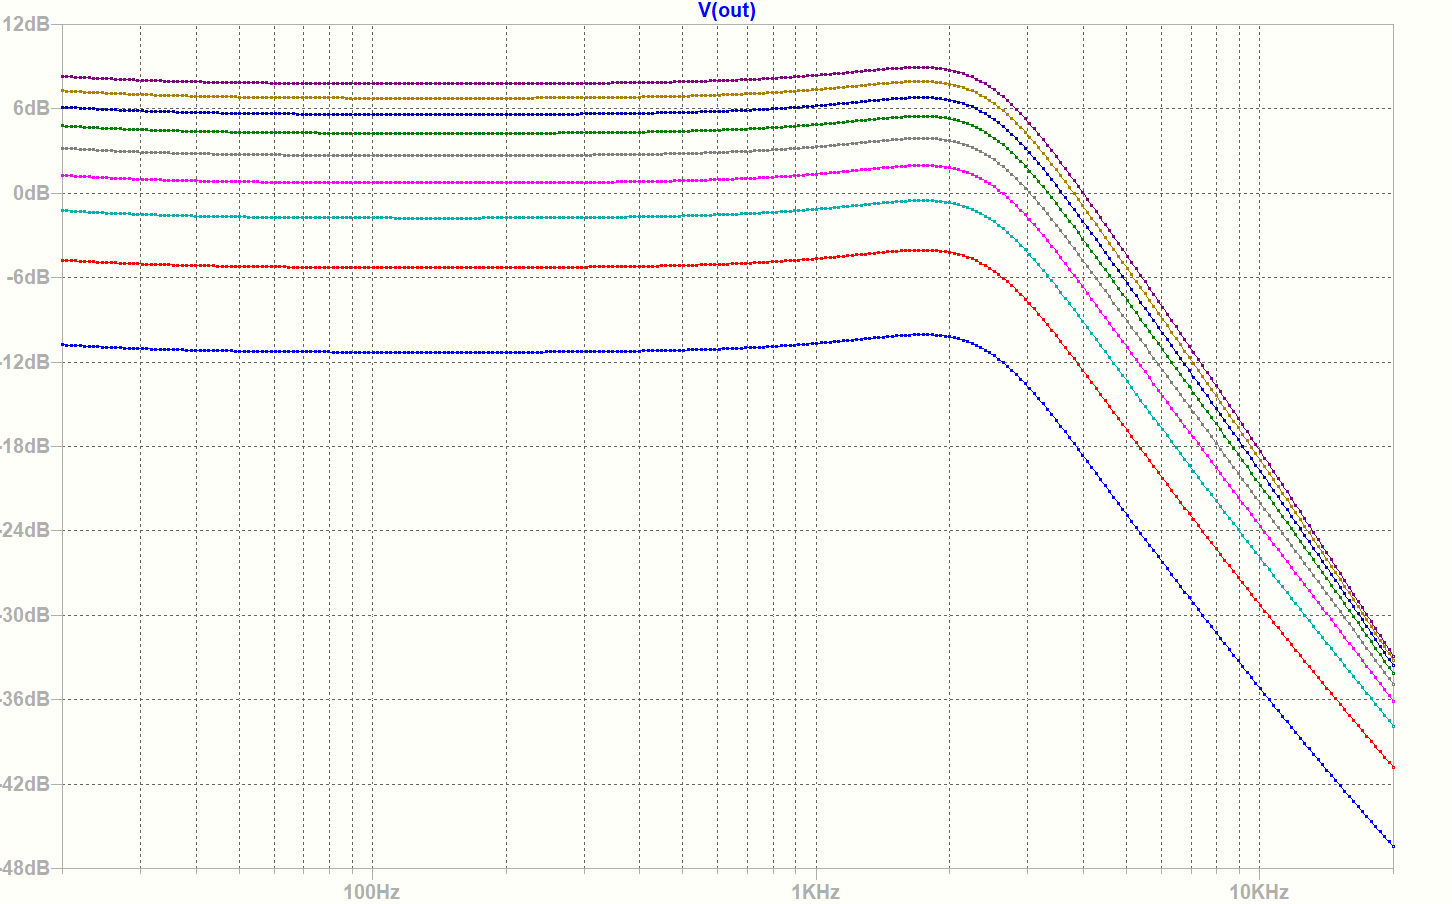 V(out)
12dB
6dB
0dB
-6dB
-12dB
-18dB
-24dB
-30dB
-36dB
-42dB
-48dB
100Hz 1KHz 10KHz